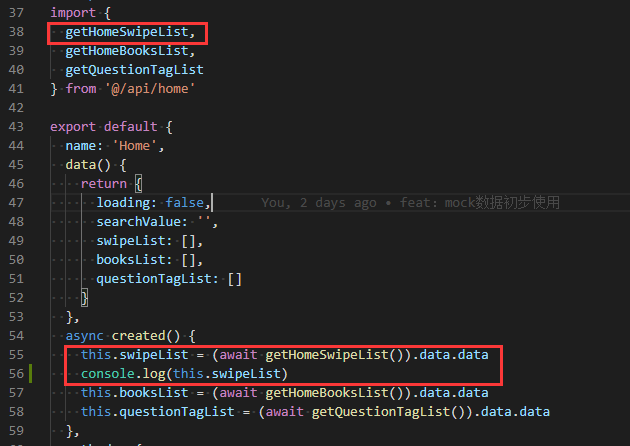 37 import {
38 getHomeSwipeList,
39 getHomeBooksList,
40 getQuestionTagList
41 } from '@/api/home'
42
43 export default {
44 name: 'Home',
45 data() {
46 return {
47 loading: false, You, 2 days ago • feat: mock数据初步使用
48 searchValue: '',
49 swipeList: [],
50 booksList: [],
51 questionTagList: []
52 }
53 },
54 async created() {
55 this.swipeList = (await getHomeSwipeList()).data.data
56 console.log(this.swipeList)
57 this.booksList = (await getHomeBooksList()).data.data
58 this.questionTagList = (await getQuestionTagList()).data.data
59 },